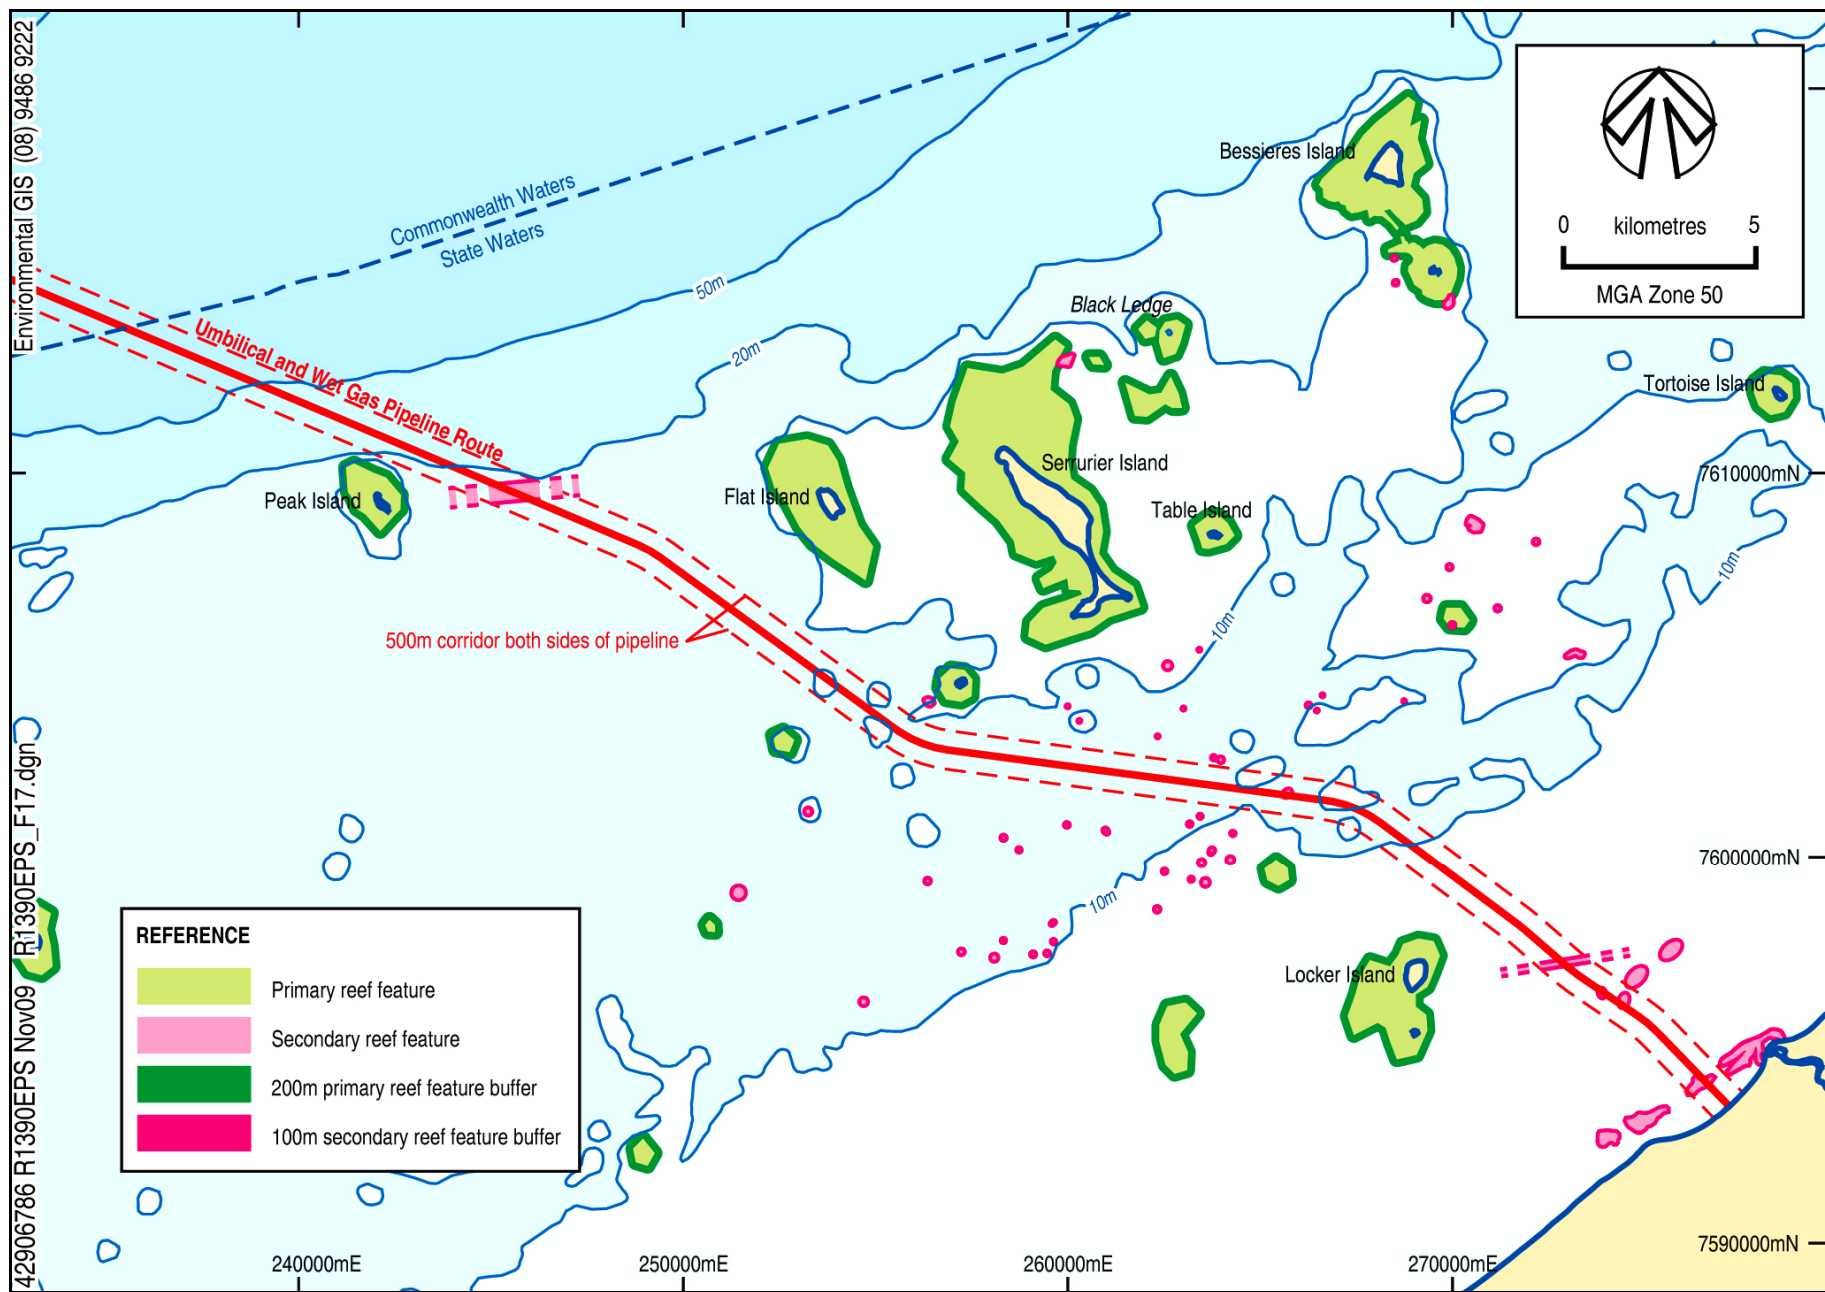 Environmental GIS (08) 9486 9222
R1390EPS_F17.dgn
42906786 R1390EPS Nov09
Commonwealth Waters
State Waters
50m
20m
Umbilical and Wet Gas Pipeline Route
Bessieres Island
0 kilometres 5
MGA Zone 50
Black Ledge
Tortoise Island
Peak Island
Flat Island
Serrurier Island
Table Island
7610000mN
10m
10m
500m corridor both sides of pipeline
7600000mN
10m
Locker Island
REFERENCE
Primary reef feature
Secondary reef feature
200m primary reef feature buffer
100m secondary reef feature buffer
7590000mN
240000mE
250000mE
260000mE
270000mE